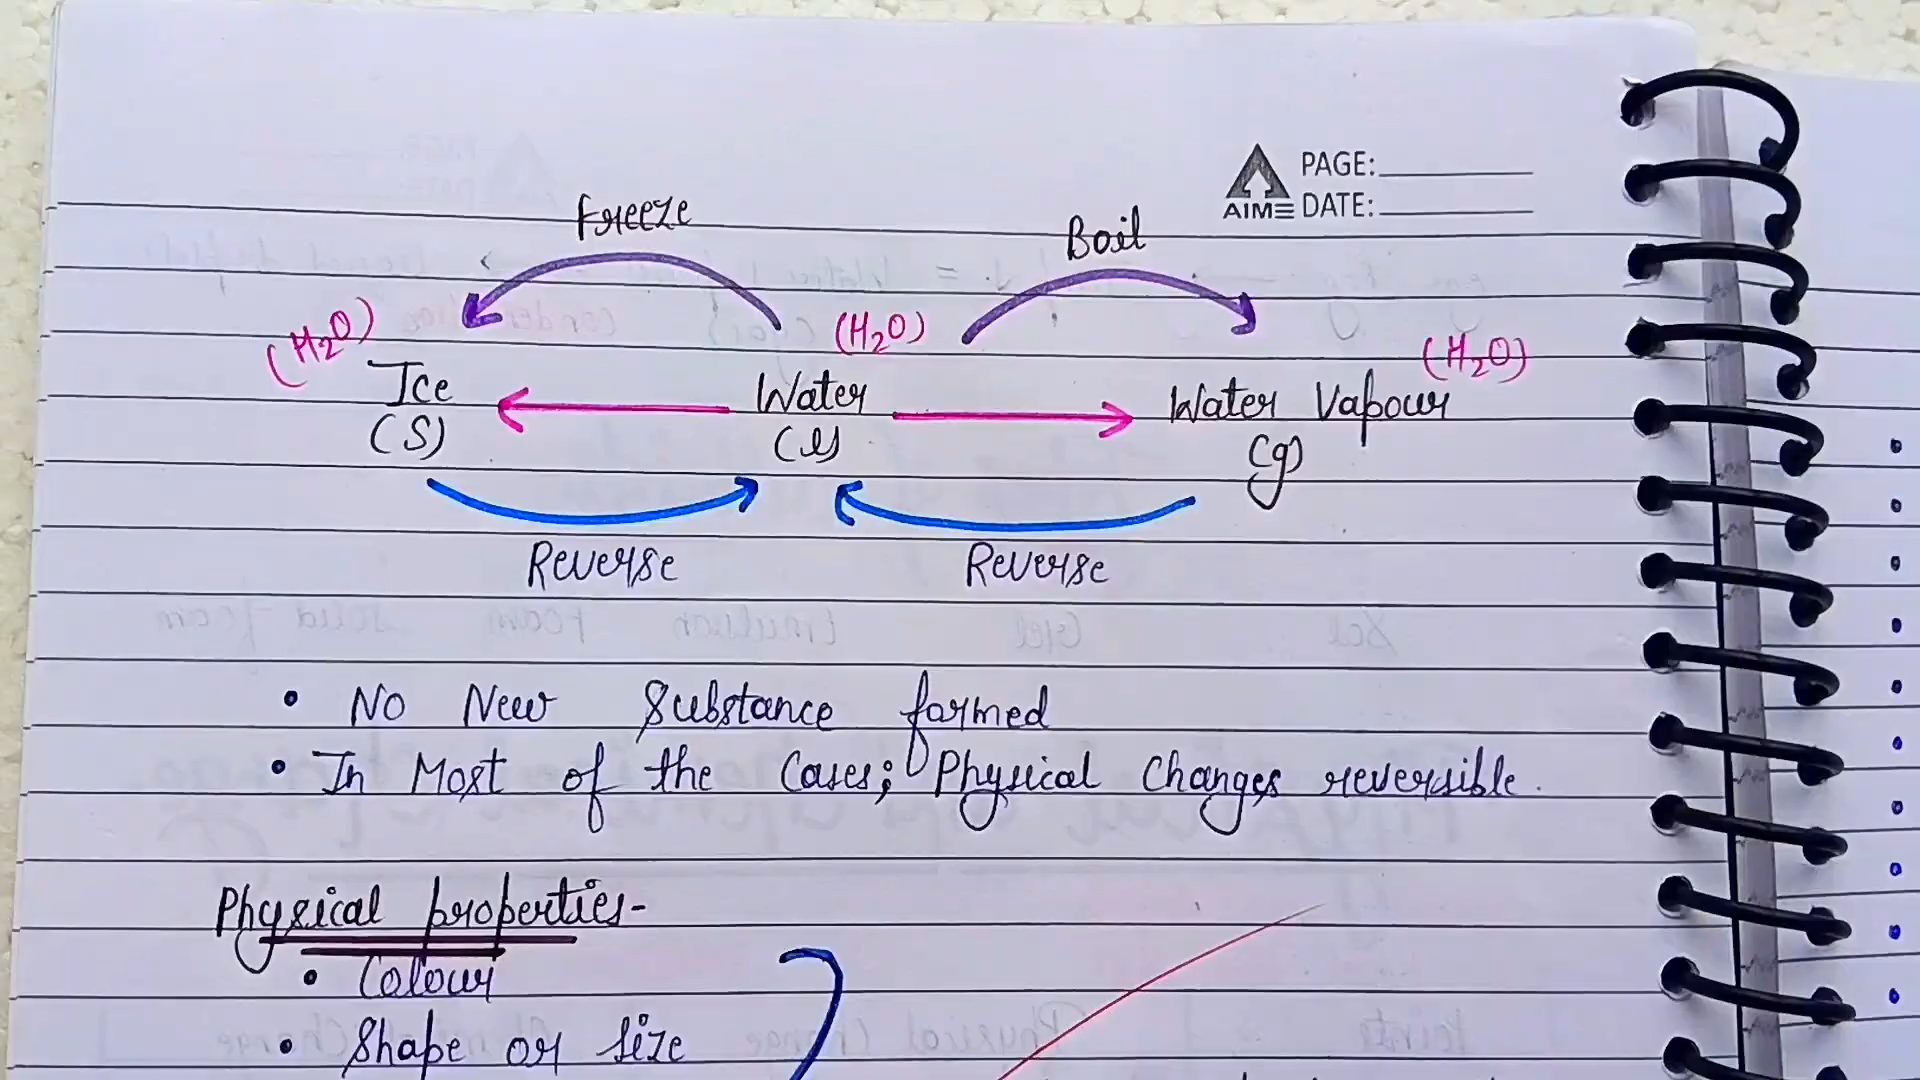 PAGE:
AIME DATE:
Freeze Boil
(H₂O) (H₂O) (H₂O)
Ice Water Water Vapour
(S) (l) (g)
Reverse Reverse
• No New Substance formed
• In Most of the Cases; Physical Changes reversible.
Physical properties-
• Colour
• Shape or size